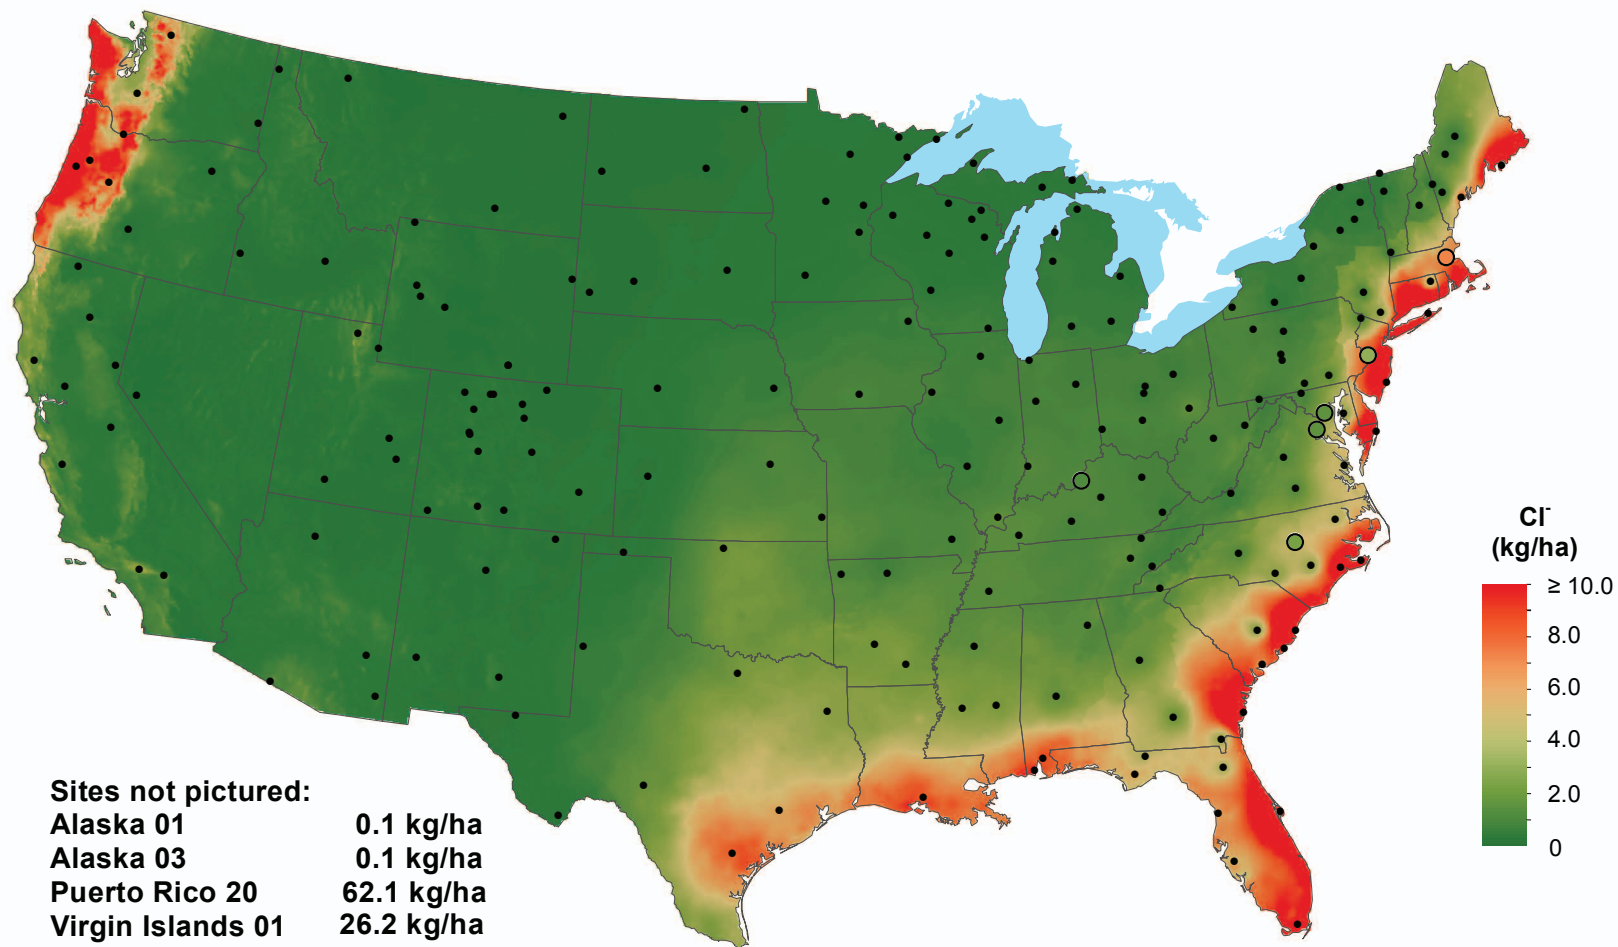 Cl-
(kg/ha)
≥ 10.0
8.0
6.0
4.0
2.0
0
Sites not pictured:
Alaska 01 0.1 kg/ha
Alaska 03 0.1 kg/ha
Puerto Rico 20 62.1 kg/ha
Virgin Islands 01 26.2 kg/ha